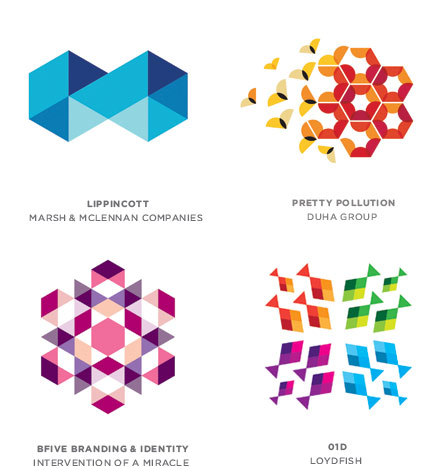 LIPPINCOTT
MARSH & MCLENNAN COMPANIES
PRETTY POLLUTION
DUHA GROUP
BFIVE BRANDING & IDENTITY
INTERVENTION OF A MIRACLE
01D
LOYDFISH